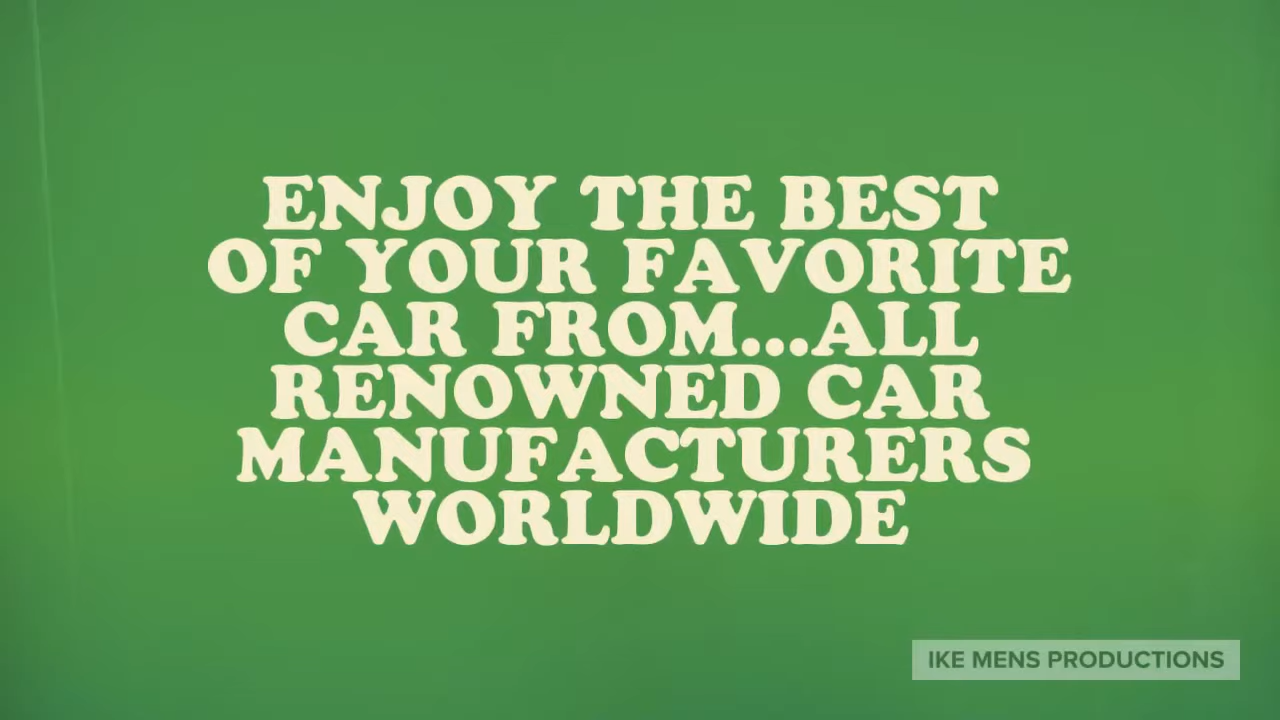 ENJOY THE BEST
OF YOUR FAVORITE
CAR FROM...ALL
RENOWNED CAR
MANUFACTURERS
WORLDWIDE
IKE MENS PRODUCTIONS